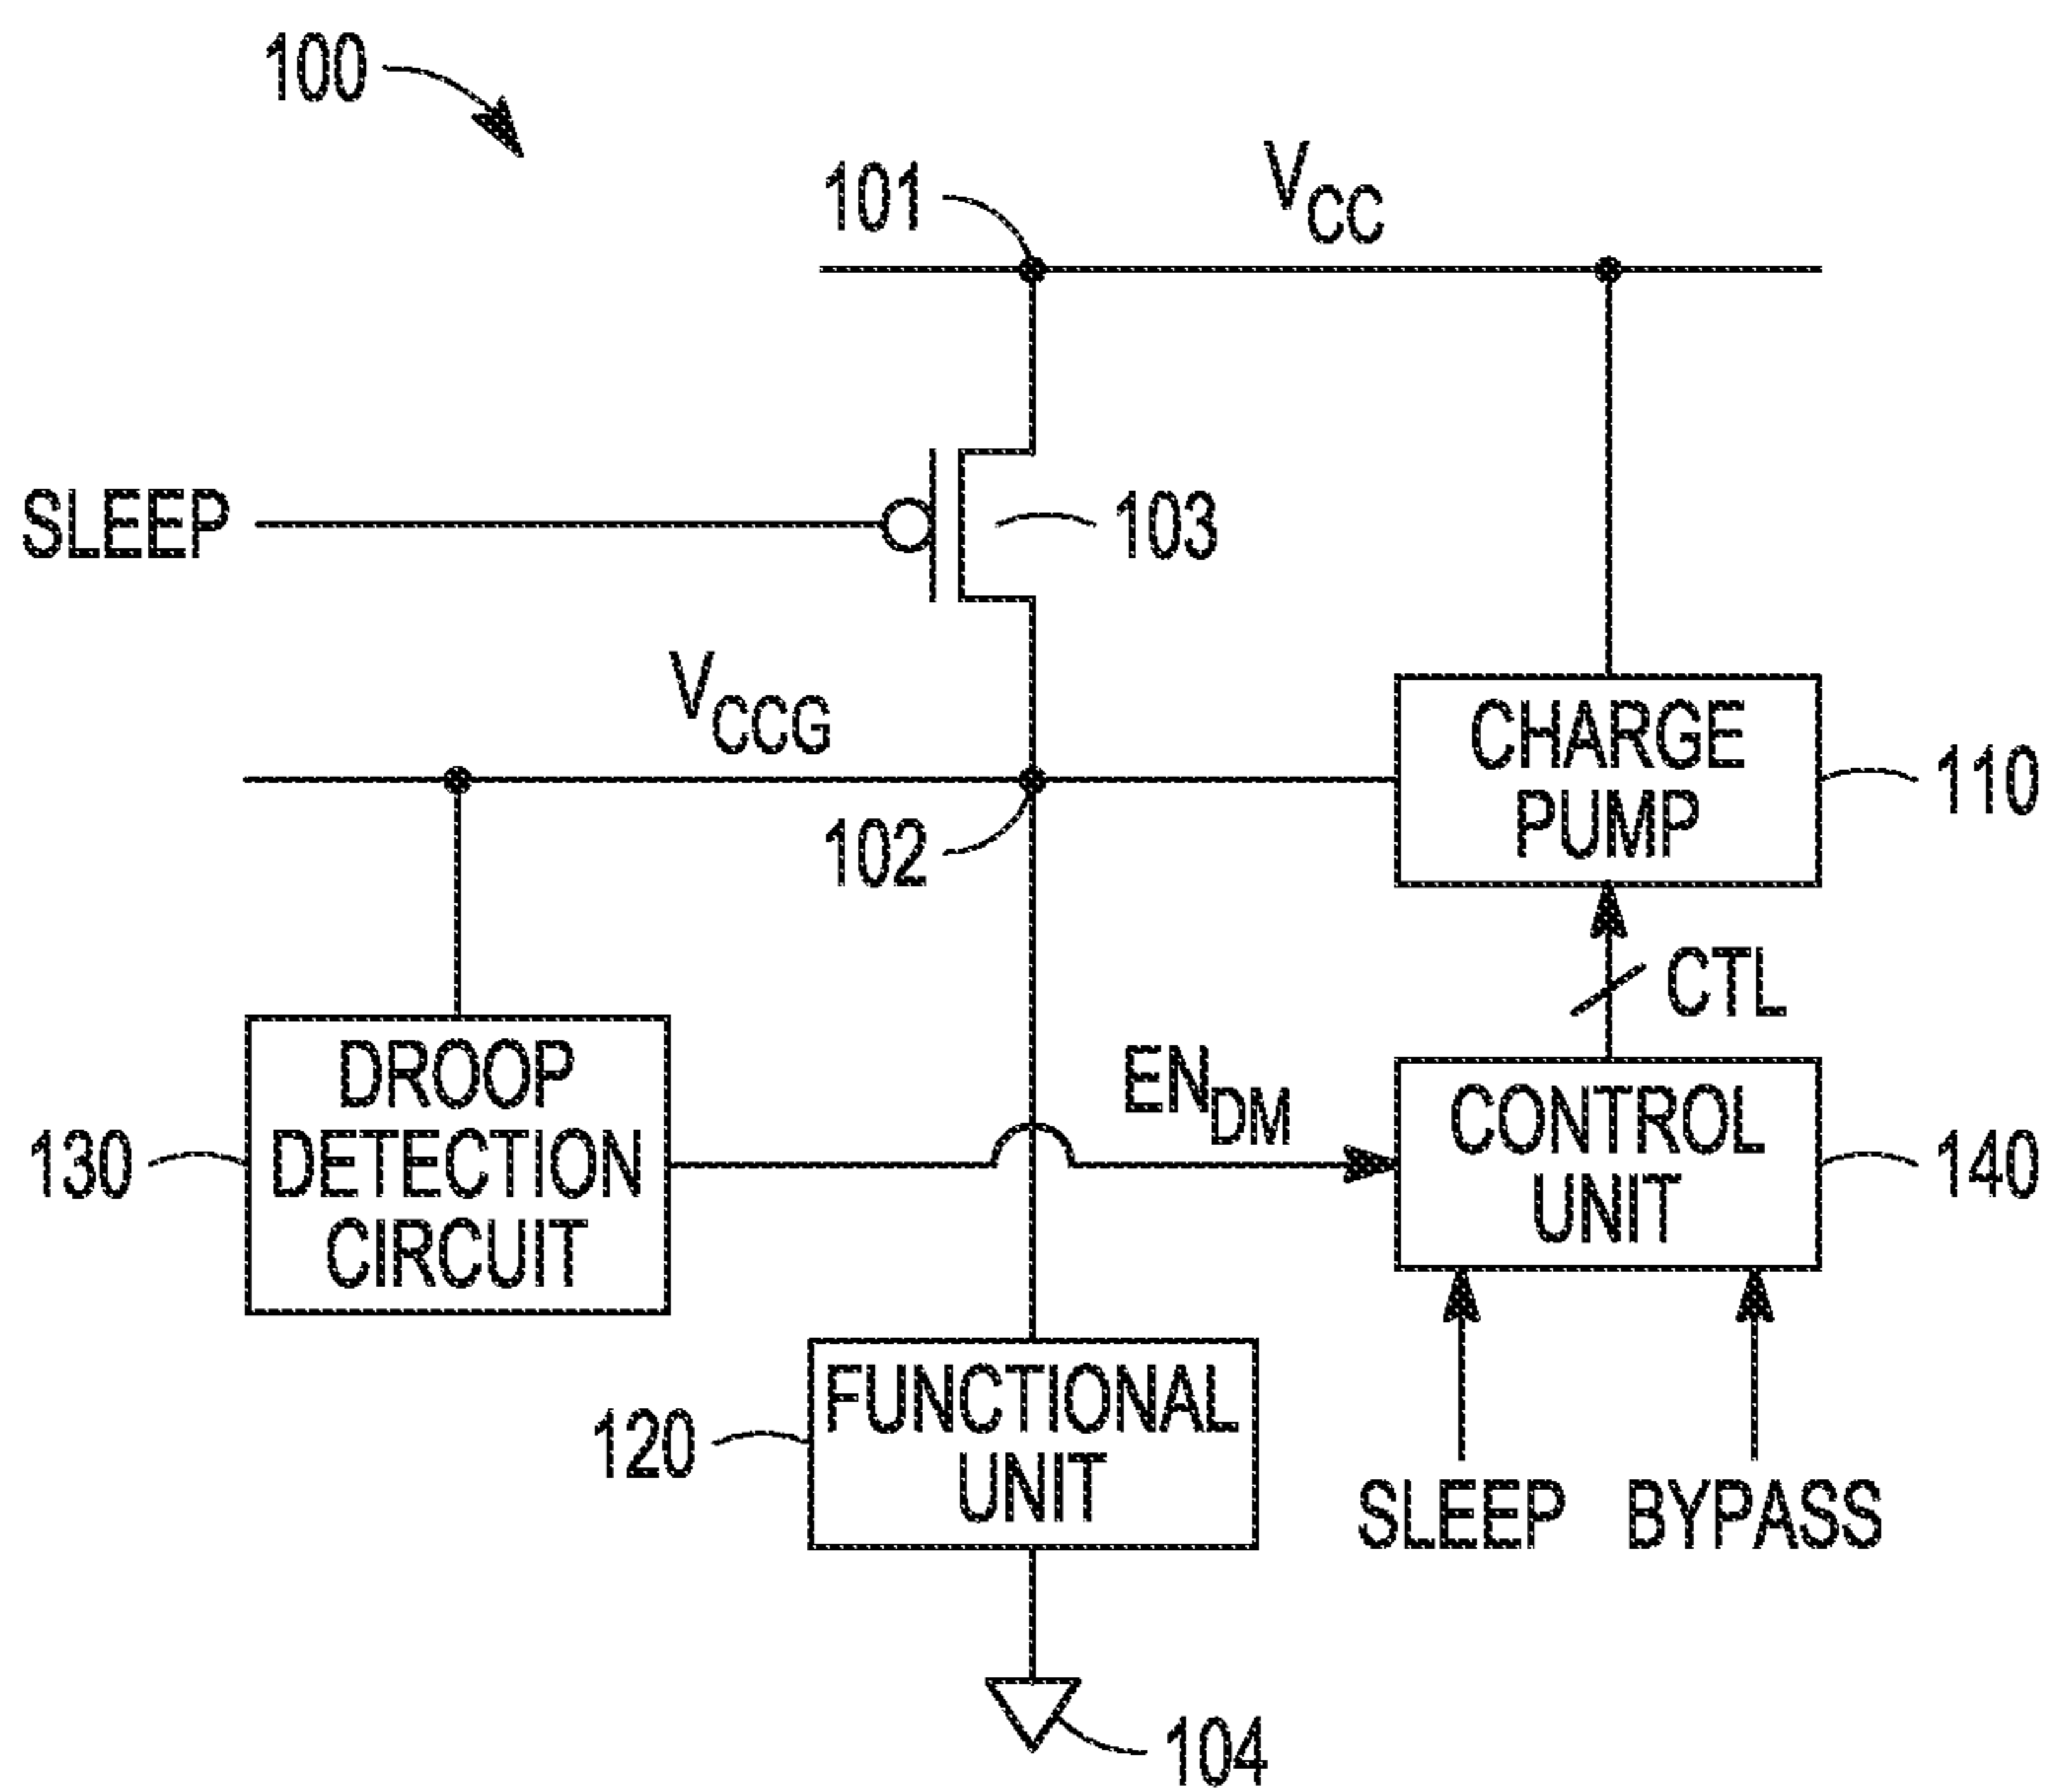 100
101
VCC
SLEEP
103
VCCG
CHARGE
PUMP
110
102
CTL
DROOP
DETECTION
CIRCUIT
130
ENDM
CONTROL
UNIT
140
FUNCTIONAL
UNIT
120
SLEEP
BYPASS
104